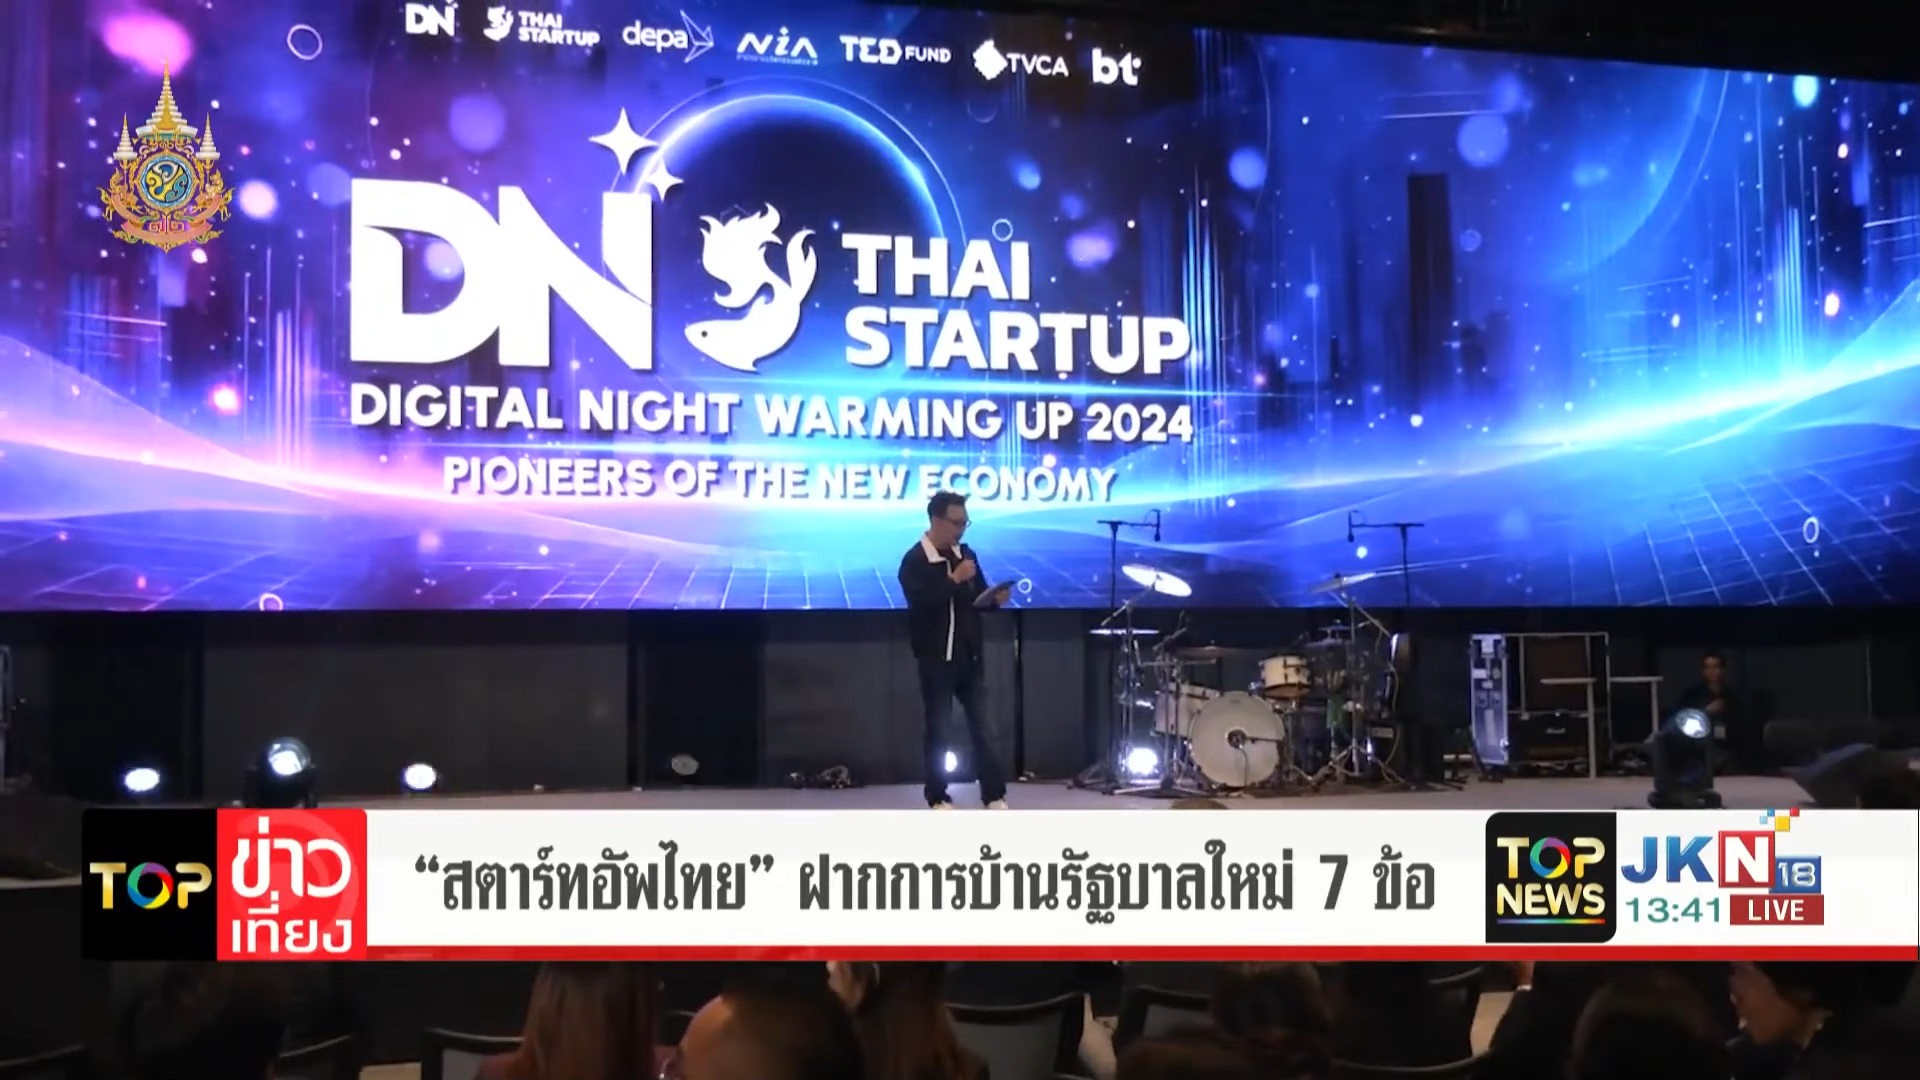 DN THAI STARTUP depa NIA TED FUND TVCA bt
DN THAI
STARTUP
DIGITAL NIGHT WARMING UP 2024
PIONEERS OF THE NEW ECONOMY
TOP ข่าวเที่ยง
“สตาร์ทอัพไทย” ฝากการบ้านรัฐบาลใหม่ 7 ข้อ
TOP NEWS
JKN 18
13:41 LIVE